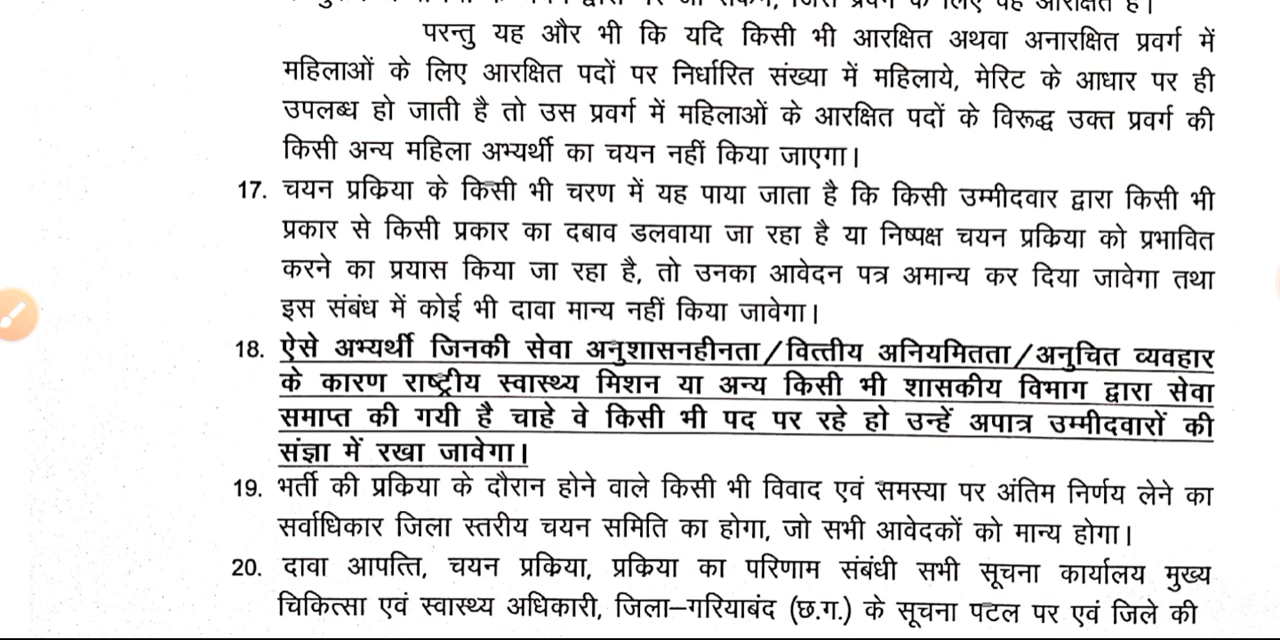 के लिए वह आरक्षित है।
परन्तु यह और भी कि यदि किसी भी आरक्षित अथवा अनारक्षित प्रवर्ग में
महिलाओं के लिए आरक्षित पदों पर निर्धारित संख्या में महिलाये, मेरिट के आधार पर ही
उपलब्ध हो जाती है तो उस प्रवर्ग में महिलाओं के आरक्षित पदों के विरूद्ध उक्त प्रवर्ग की
किसी अन्य महिला अभ्यर्थी का चयन नहीं किया जाएगा।
17. चयन प्रक्रिया के किसी भी चरण में यह पाया जाता है कि किसी उम्मीदवार द्वारा किसी भी
प्रकार से किसी प्रकार का दबाव डलवाया जा रहा है या निष्पक्ष चयन प्रक्रिया को प्रभावित
करने का प्रयास किया जा रहा है, तो उनका आवेदन पत्र अमान्य कर दिया जावेगा तथा
इस संबंध में कोई भी दावा मान्य नहीं किया जावेगा।
18. ऐसे अभ्यर्थी जिनकी सेवा अनुशासनहीनता/वित्तीय अनियमितता/अनुचित व्यवहार
के कारण राष्ट्रीय स्वास्थ्य मिशन या अन्य किसी भी शासकीय विभाग द्वारा सेवा
समाप्त की गयी है चाहे वे किसी भी पद पर रहे हो उन्हें अपात्र उम्मीदवारों की
संज्ञा में रखा जावेगा।
19. भर्ती की प्रक्रिया के दौरान होने वाले किसी भी विवाद एवं समस्या पर अंतिम निर्णय लेने का
सर्वाधिकार जिला स्तरीय चयन समिति का होगा, जो सभी आवेदकों को मान्य होगा।
20. दावा आपत्ति, चयन प्रक्रिया, प्रक्रिया का परिणाम संबंधी सभी सूचना कार्यालय मुख्य
चिकित्सा एवं स्वास्थ्य अधिकारी, जिला–गरियाबंद (छ.ग.) के सूचना पटल पर एवं जिले की